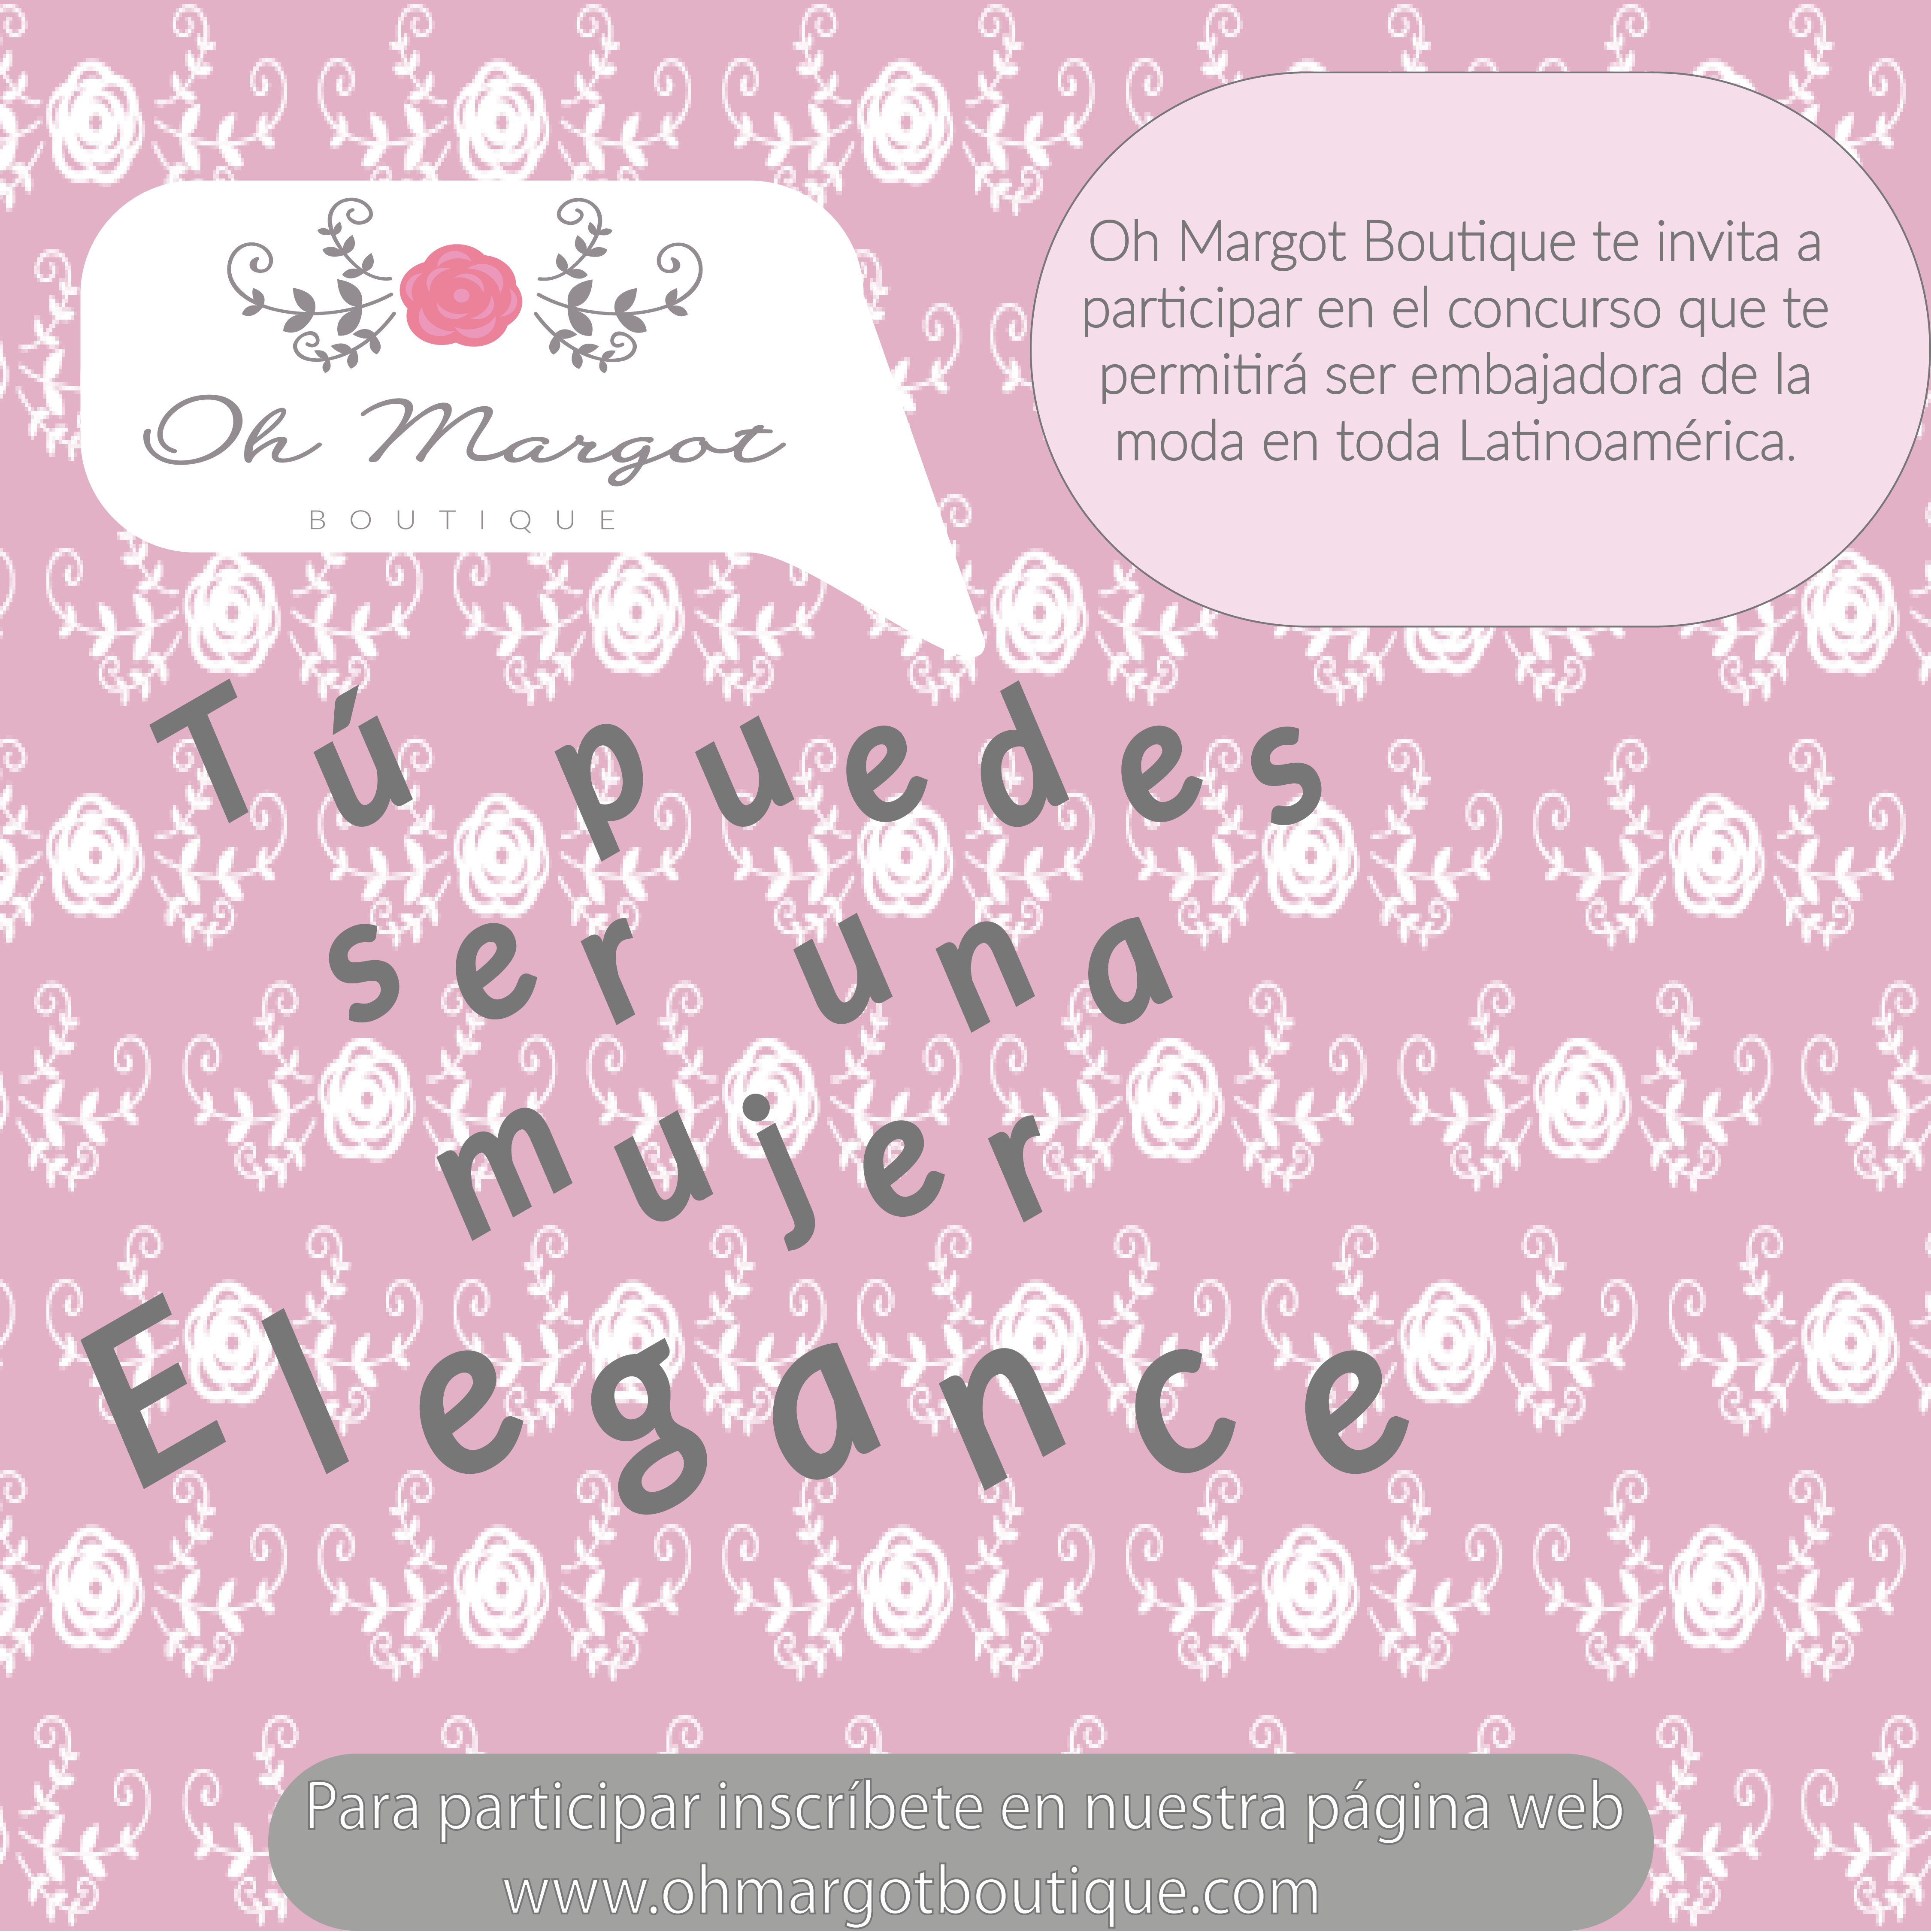 Oh Margot
BOUTIQUE
Oh Margot Boutique te invita a
participar en el concurso que te
permitirá ser embajadora de la
moda en toda Latinoamérica.
Tú puedes
ser una
mujer
Elegance
Para participar inscríbete en nuestra página web
www.ohmargotboutique.com